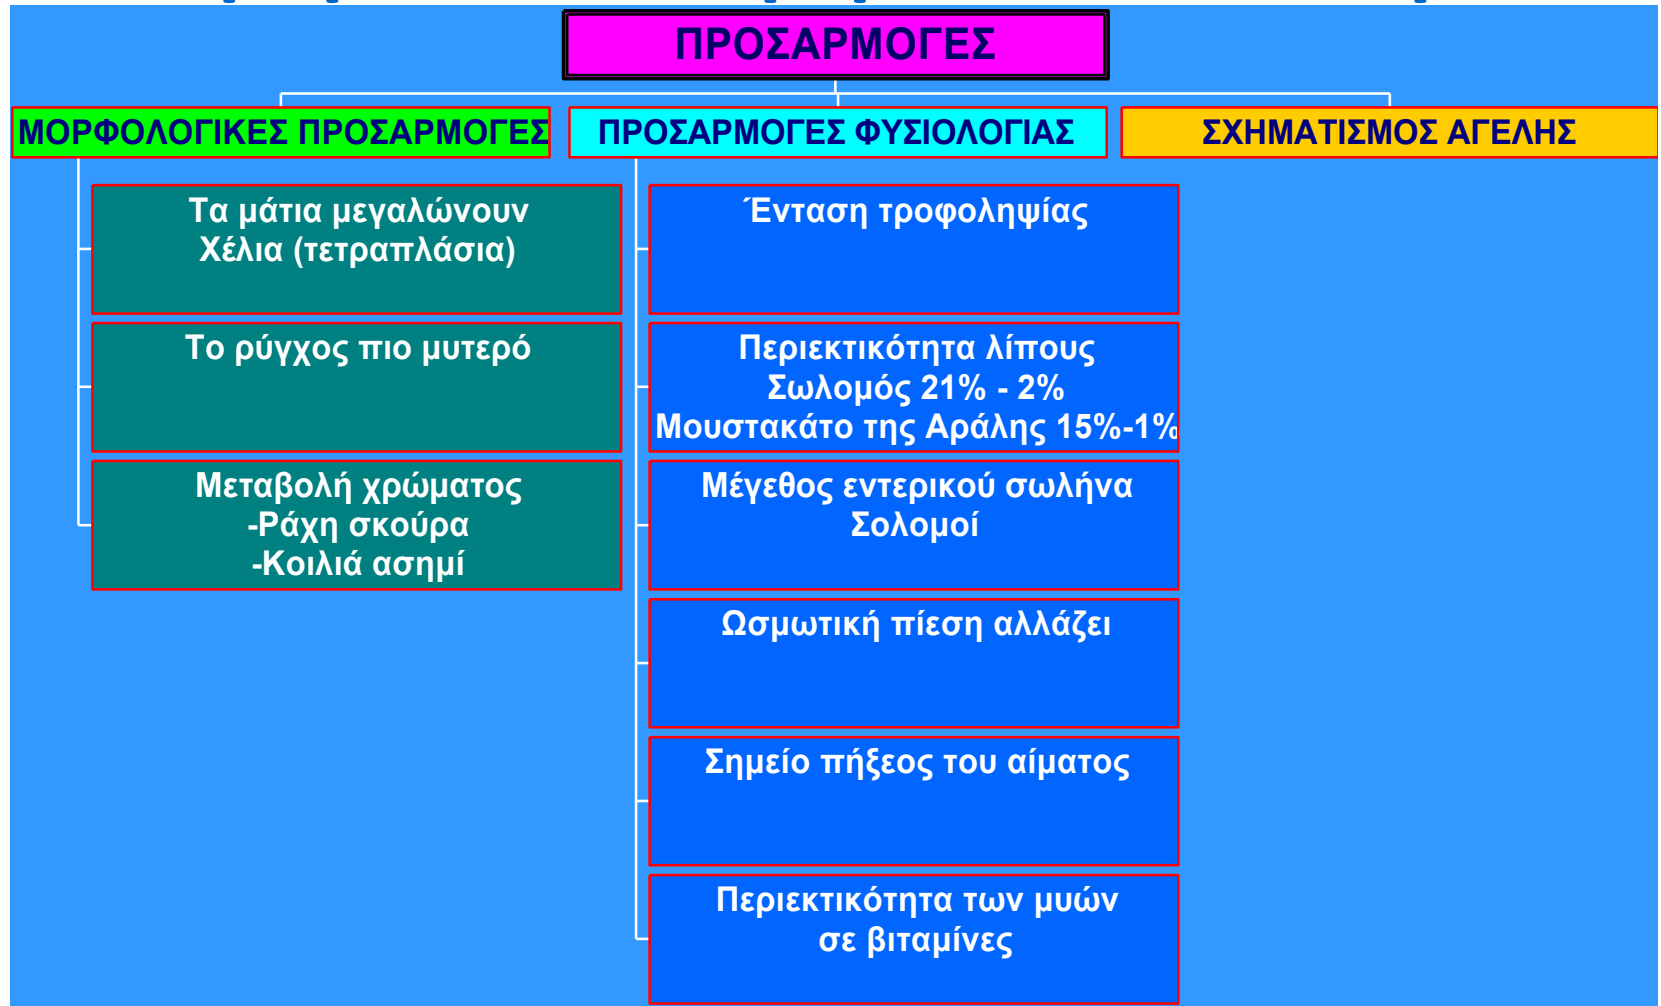 ΠΡΟΣΑΡΜΟΓΕΣ
ΜΟΡΦΟΛΟΓΙΚΕΣ ΠΡΟΣΑΡΜΟΓΕΣ
Τα μάτια μεγαλώνουν
Χέλια (τετραπλάσια)
Το ρύγχος πιο μυτερό
Μεταβολή χρώματος
-Ράχη σκούρα
-Κοιλιά ασημί
ΠΡΟΣΑΡΜΟΓΕΣ ΦΥΣΙΟΛΟΓΙΑΣ
Ένταση τροφοληψίας
Περιεκτικότητα λίπους
Σωλομός 21% - 2%
Μουστακάτο της Αράλης 15%-1%
Μέγεθος εντερικού σωλήνα
Σολομοί
Ωσμωτική πίεση αλλάζει
Σημείο πήξεος του αίματος
Περιεκτικότητα των μυών
σε βιταμίνες
ΣΧΗΜΑΤΙΣΜΟΣ ΑΓΕΛΗΣ